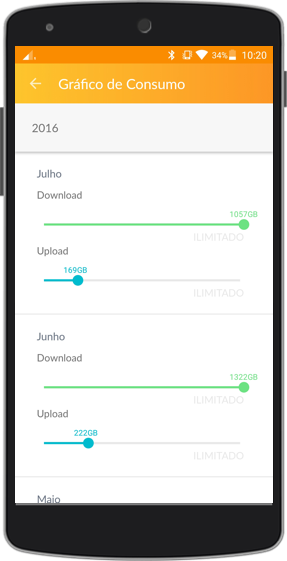 34% 10:20
Gráfico de Consumo
2016
Julho
Download
1057GB
ILIMITADO
Upload
169GB
ILIMITADO
Junho
Download
1322GB
ILIMITADO
Upload
222GB
ILIMITADO
Maio